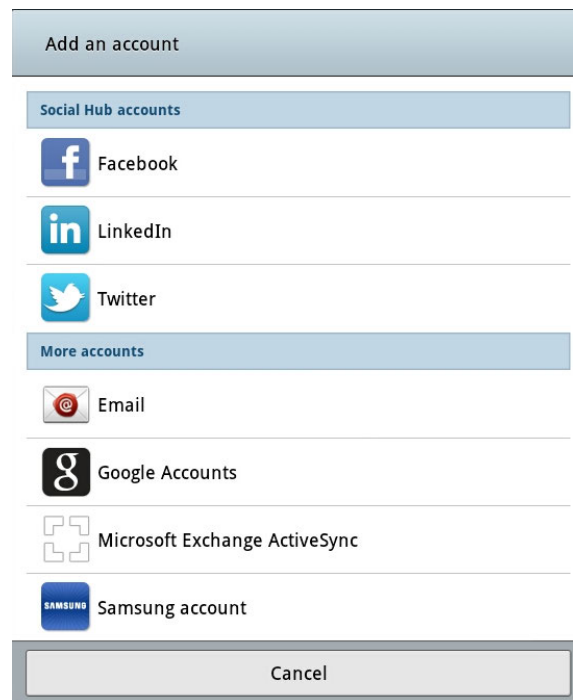 Add an account
Social Hub accounts
f Facebook
in LinkedIn
Twitter
More accounts
@ Email
g Google Accounts
Microsoft Exchange ActiveSync
SAMSUNG Samsung account
Cancel